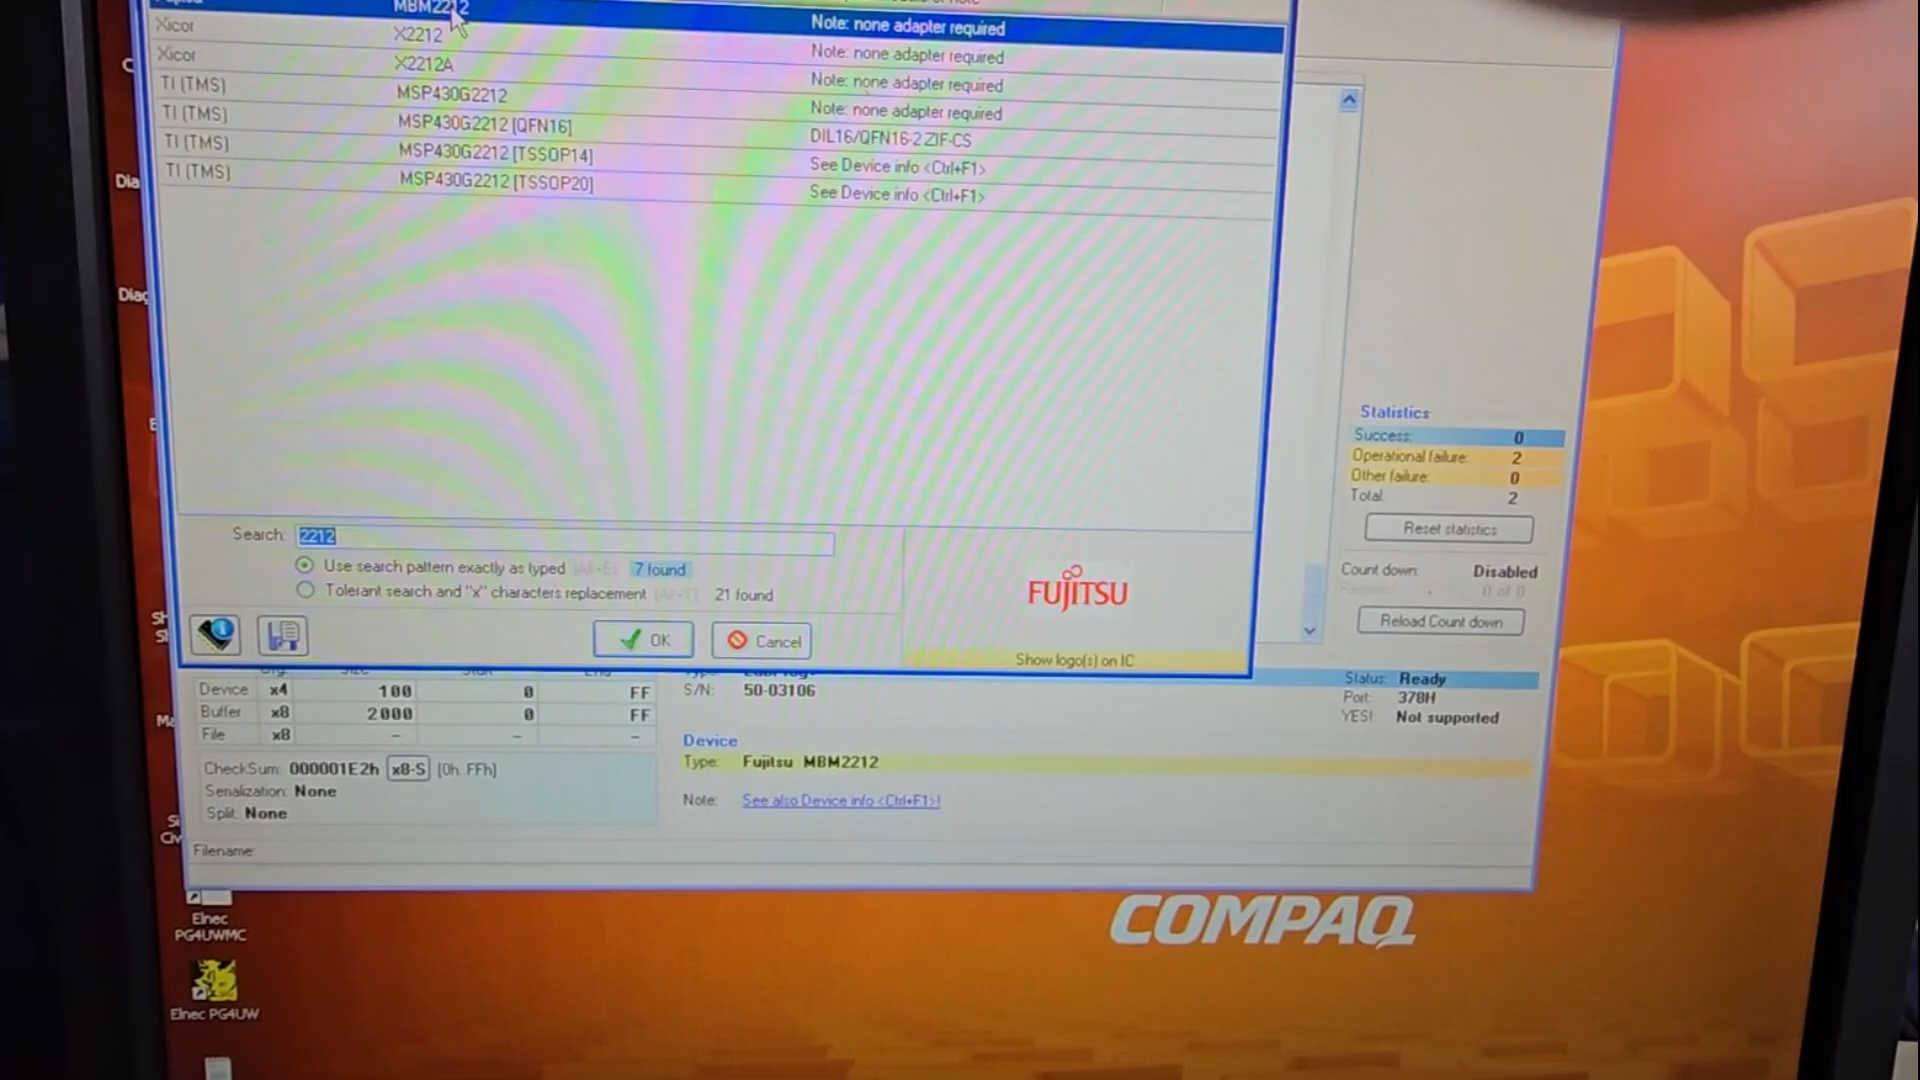 MBM2212 Note: none adapter required
Xicor X2212 Note: none adapter required
Xicor X2212A Note: none adapter required
TI (TMS) MSP430G2212 Note: none adapter required
TI (TMS) MSP430G2212 [QFN16] DIL16/QFN16-2 ZIF-CS
TI (TMS) MSP430G2212 [TSSOP14] See Device info <Ctrl+F1>
TI (TMS) MSP430G2212 [TSSOP20] See Device info <Ctrl+F1>
Search: 2212
Use search pattern exactly as typed [Alt+E] 7 found
Tolerant search and "x" characters replacement [Alt+T] 21 found
OK
Cancel
FUJITSU
Show logo(s) on IC
Statistics
Success: 0
Operational failure: 2
Other failure: 0
Total: 2
Reset statistics
Count down: Disabled
0 of 0
Reload Count down
Device x4 100 0 FF
Buffer x8 2000 0 FF
File x8 - - -
CheckSum: 000001E2h x8-S [0h..FFh]
Serialization: None
Split: None
S/N: 50-03106
Status: Ready
Port: 378H
YES!: Not supported
Device
Type: Fujitsu MBM2212
Note: See also Device info <Ctrl+F1>!
Filename:
Elnec
PG4UWMC
Elnec PG4UW
COMPAQ